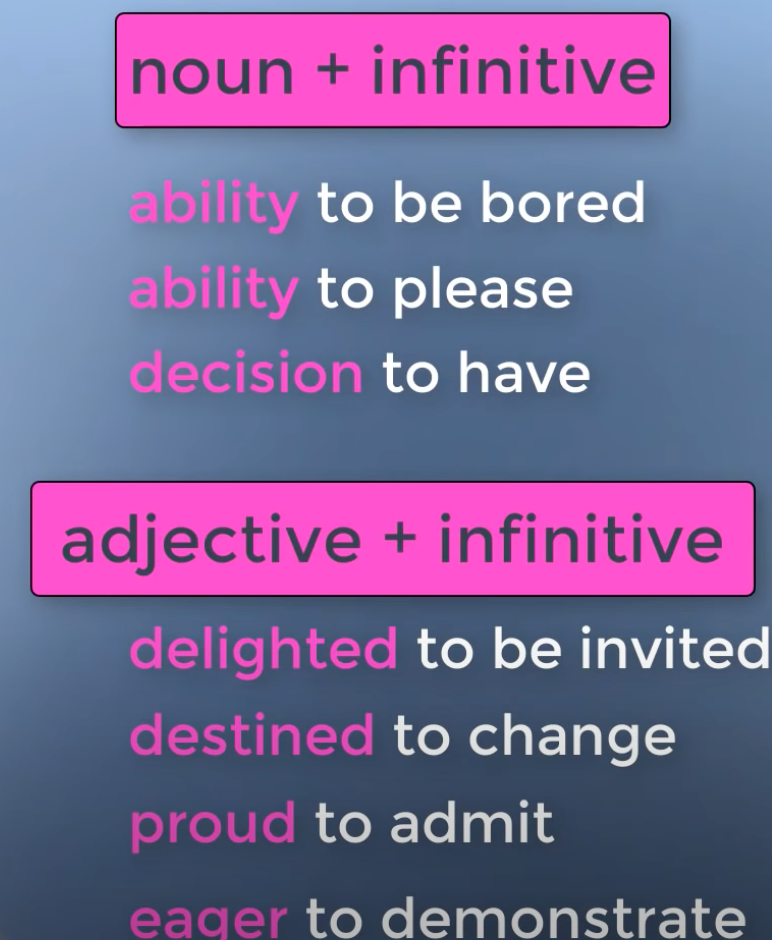 noun + infinitive
ability to be bored
ability to please
decision to have
adjective + infinitive
delighted to be invited
destined to change
proud to admit
eager to demonstrate